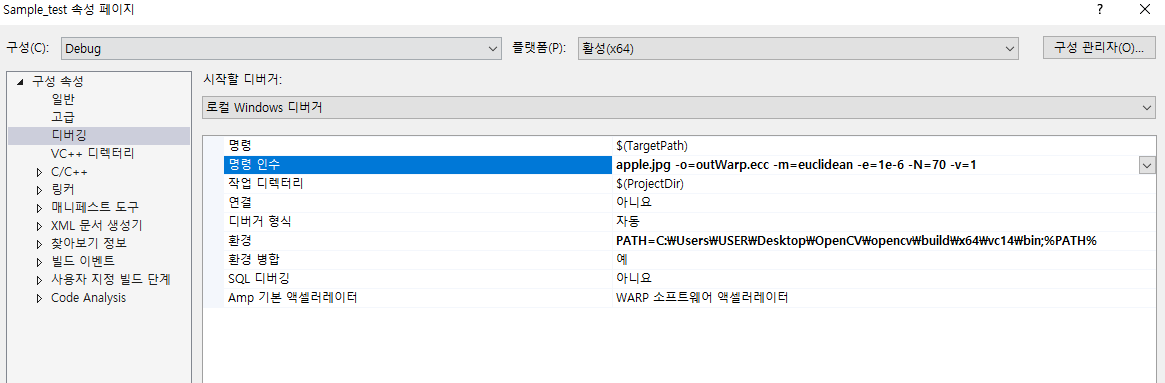 Sample_test 속성 페이지
?
구성(C):
Debug
플랫폼(P):
활성(x64)
구성 관리자(O)...
구성 속성
일반
고급
디버깅
VC++ 디렉터리
C/C++
링커
매니페스트 도구
XML 문서 생성기
찾아보기 정보
빌드 이벤트
사용자 지정 빌드 단계
Code Analysis
시작할 디버거:
로컬 Windows 디버거
명령 $(TargetPath)
명령 인수 apple.jpg -o=outWarp.ecc -m=euclidean -e=1e-6 -N=70 -v=1
작업 디렉터리 $(ProjectDir)
연결 아니요
디버거 형식 자동
환경 PATH=C:₩Users₩USER₩Desktop₩OpenCV₩opencv₩build₩x64₩vc14₩bin;%PATH%
환경 병합 예
SQL 디버깅 아니요
Amp 기본 액셀러레이터 WARP 소프트웨어 액셀러레이터